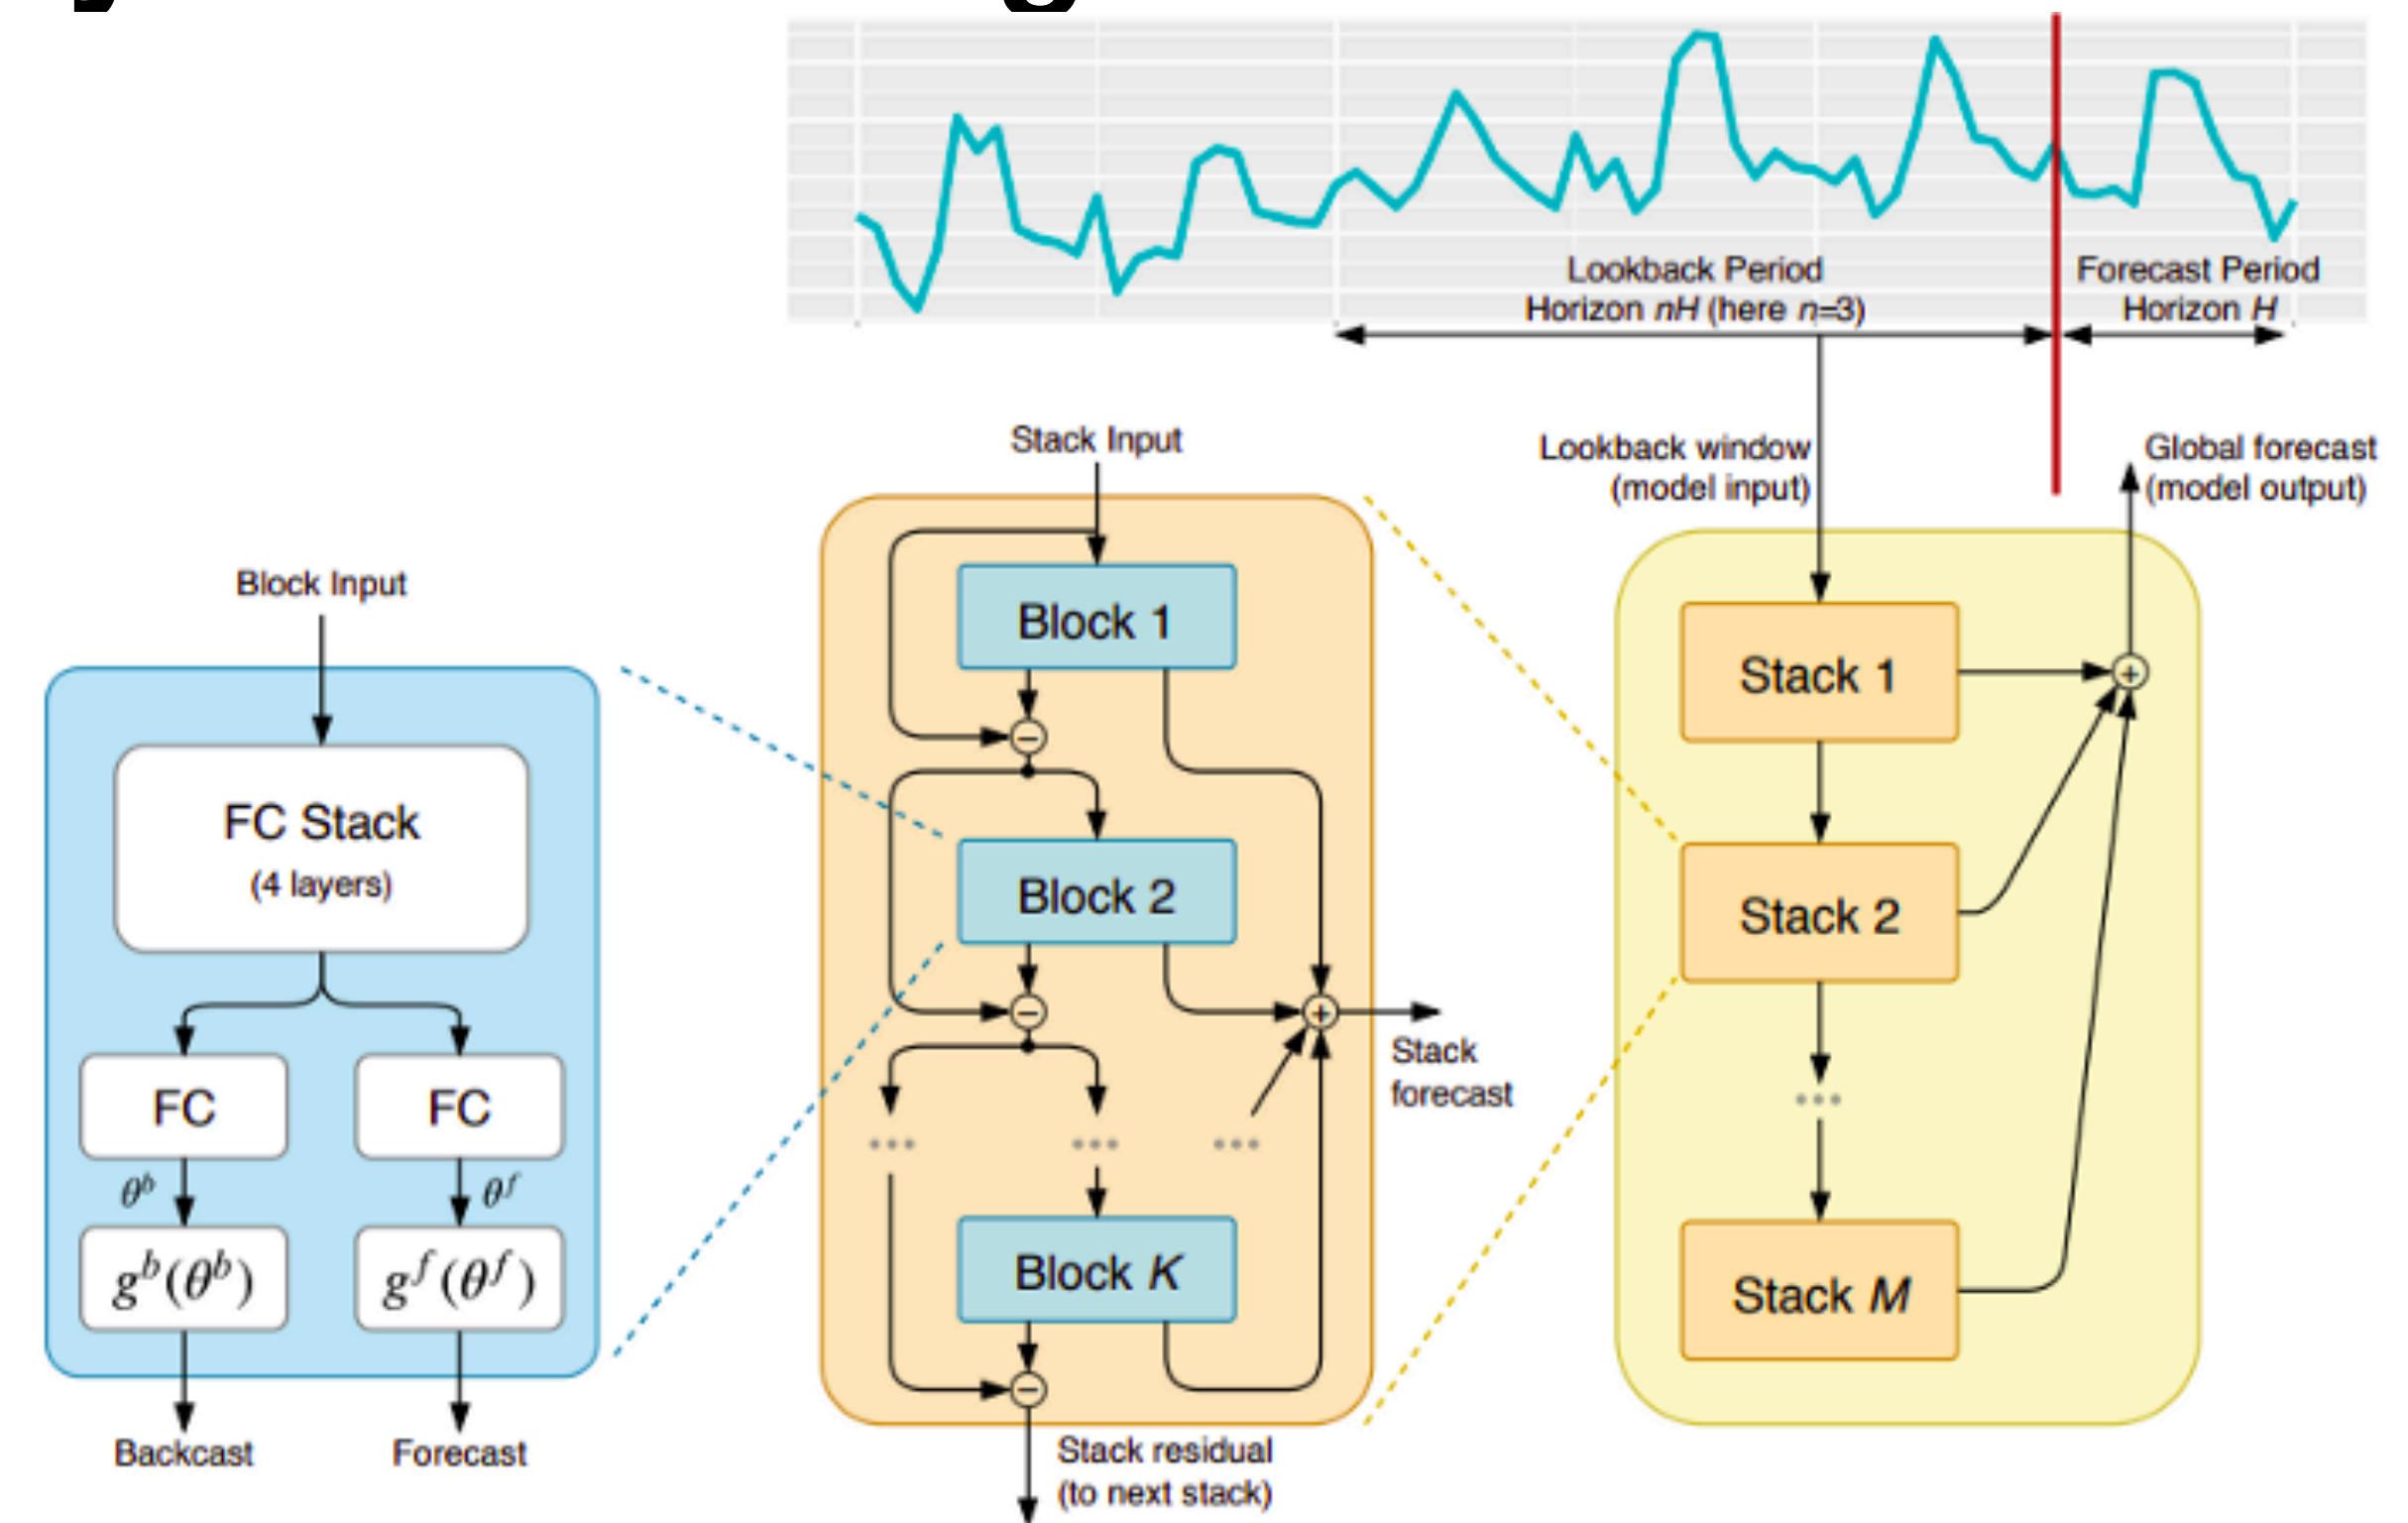 Lookback Period
Horizon nH (here n=3)
Forecast Period
Horizon H
Lookback window
(model input)
Global forecast
(model output)
Block Input
FC Stack
(4 layers)
FC
FC
θᵇ
θᶠ
gᵇ(θᵇ)
gᶠ(θᶠ)
Backcast
Forecast
Stack Input
Block 1
−
Block 2
−
+
Stack
forecast
...
...
...
Block K
−
Stack residual
(to next stack)
Stack 1
+
Stack 2
...
Stack M